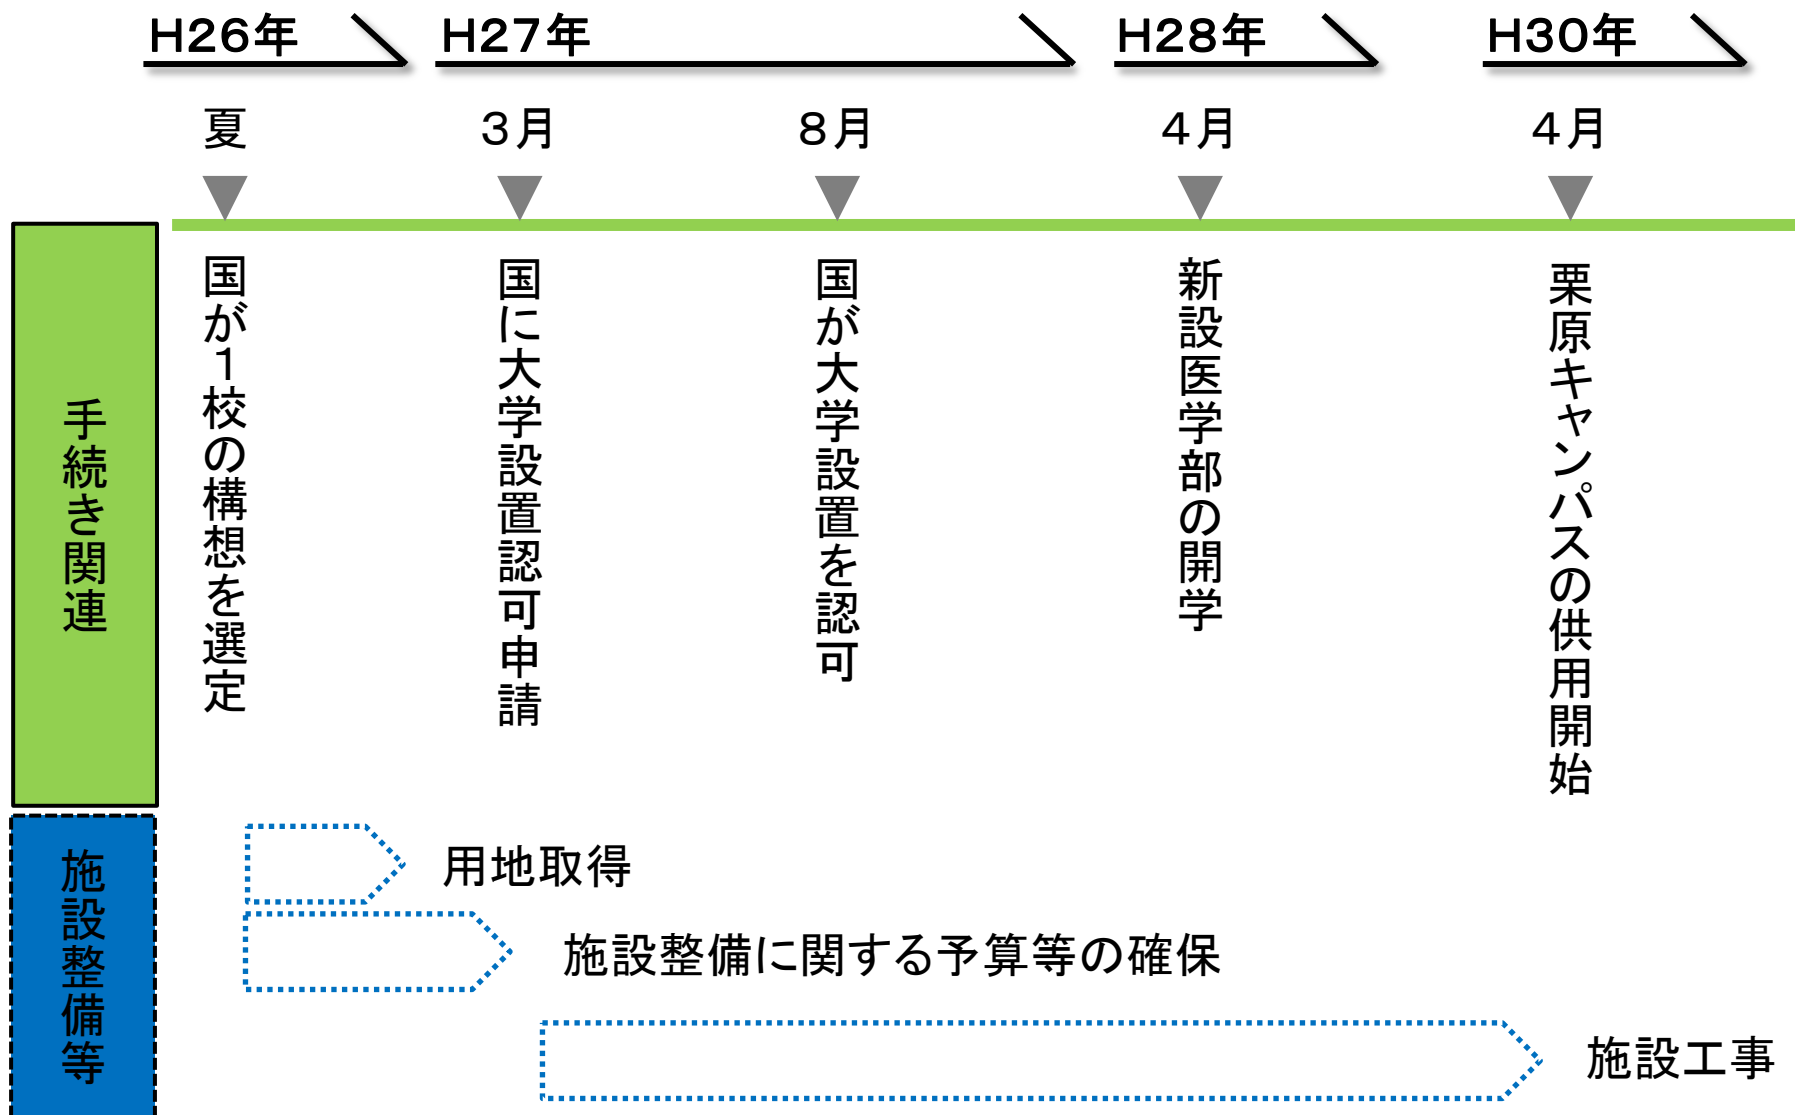 H26年
H27年
H28年
H30年
夏
3月
8月
4月
4月
手続き関連
国が1校の構想を選定
国に大学設置認可申請
国が大学設置を認可
新設医学部の開学
栗原キャンパスの供用開始
施設整備等
用地取得
施設整備に関する予算等の確保
施設工事